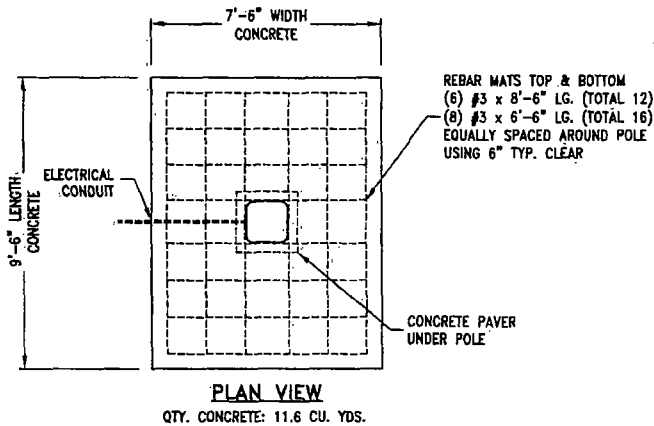 7'-6" WIDTH
CONCRETE
REBAR MATS TOP & BOTTOM
(6) #3 x 8'-6" LG. (TOTAL 12)
(8) #3 x 6'-6" LG. (TOTAL 16)
EQUALLY SPACED AROUND POLE
USING 6" TYP. CLEAR
ELECTRICAL
CONDUIT
9'-6" LENGTH
CONCRETE
CONCRETE PAVER
UNDER POLE
PLAN VIEW
QTY. CONCRETE: 11.6 CU. YDS.